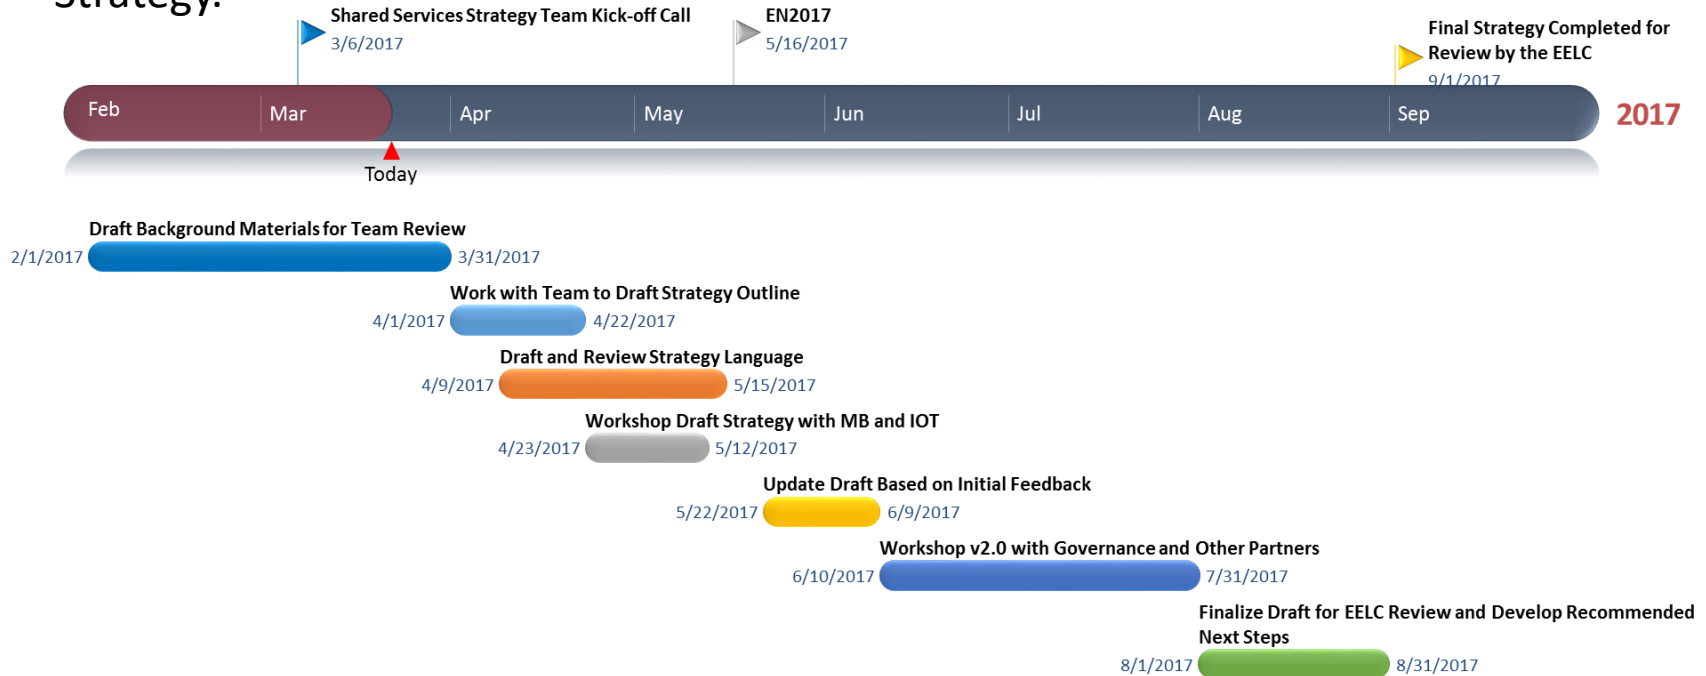 Strategy.
Shared Services Strategy Team Kick-off Call
3/6/2017
EN2017
5/16/2017
Final Strategy Completed for
Review by the EELC
9/1/2017
Feb
Mar
Apr
May
Jun
Jul
Aug
Sep
2017
Today
Draft Background Materials for Team Review
2/1/2017
3/31/2017
Work with Team to Draft Strategy Outline
4/1/2017
4/22/2017
Draft and Review Strategy Language
4/9/2017
5/15/2017
Workshop Draft Strategy with MB and IOT
4/23/2017
5/12/2017
Update Draft Based on Initial Feedback
5/22/2017
6/9/2017
Workshop v2.0 with Governance and Other Partners
6/10/2017
7/31/2017
Finalize Draft for EELC Review and Develop Recommended
Next Steps
8/1/2017
8/31/2017